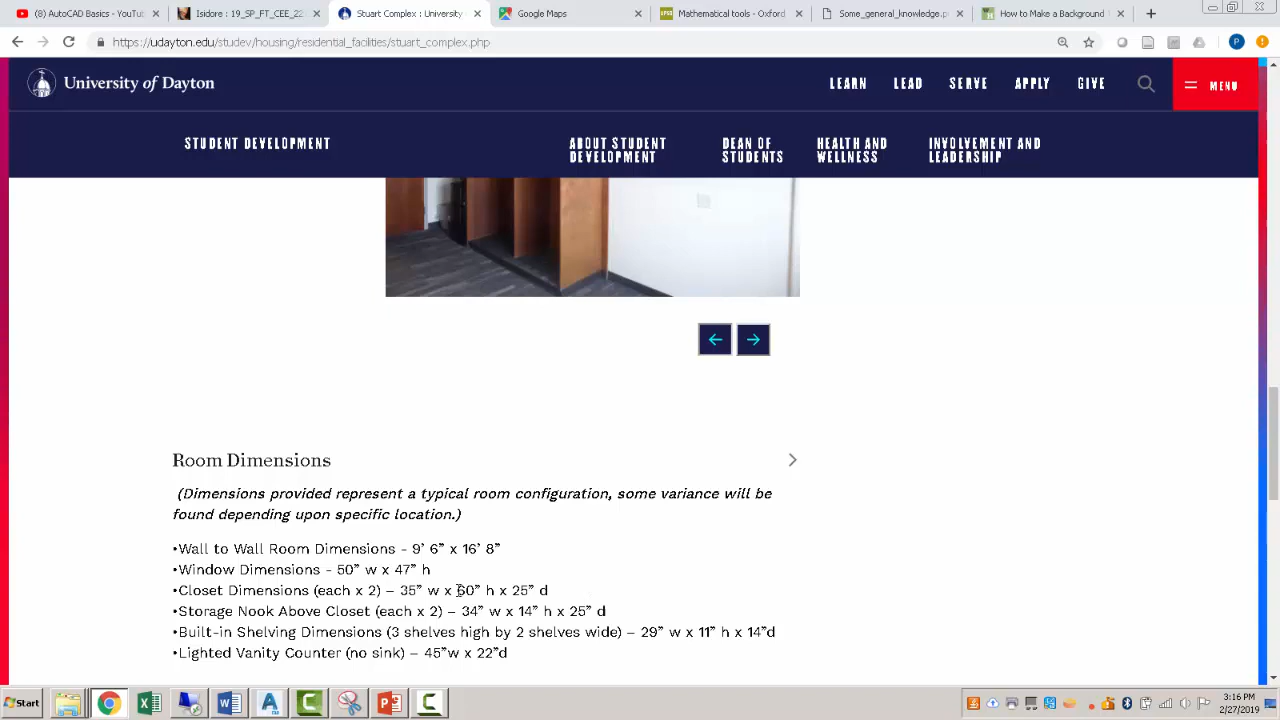 (8) AutoCAD Basics - YouTube
Isidore : 19_SP_FT_CEE_22
Stuart Complex : University
Google Maps
Mathematical tools - Oxford
Some_general_knowledge.p
How to Make a Background
https://udayton.edu/studev/housing/residential_facilities/stuart_complex.php
P
University of Dayton
LEARN LEAD SERVE APPLY GIVE
MENU
STUDENT DEVELOPMENT
ABOUT STUDENT
DEVELOPMENT
DEAN OF
STUDENTS
HEALTH AND
WELLNESS
INVOLVEMENT AND
LEADERSHIP
Room Dimensions
(Dimensions provided represent a typical room configuration, some variance will be
found depending upon specific location.)
•Wall to Wall Room Dimensions - 9’ 6” x 16’ 8”
•Window Dimensions - 50” w x 47” h
•Closet Dimensions (each x 2) – 35” w x 60” h x 25” d
•Storage Nook Above Closet (each x 2) – 34” w x 14” h x 25” d
•Built-in Shelving Dimensions (3 shelves high by 2 shelves wide) – 29” w x 11” h x 14”d
•Lighted Vanity Counter (no sink) – 45”w x 22”d
Start
3:16 PM
2/27/2019